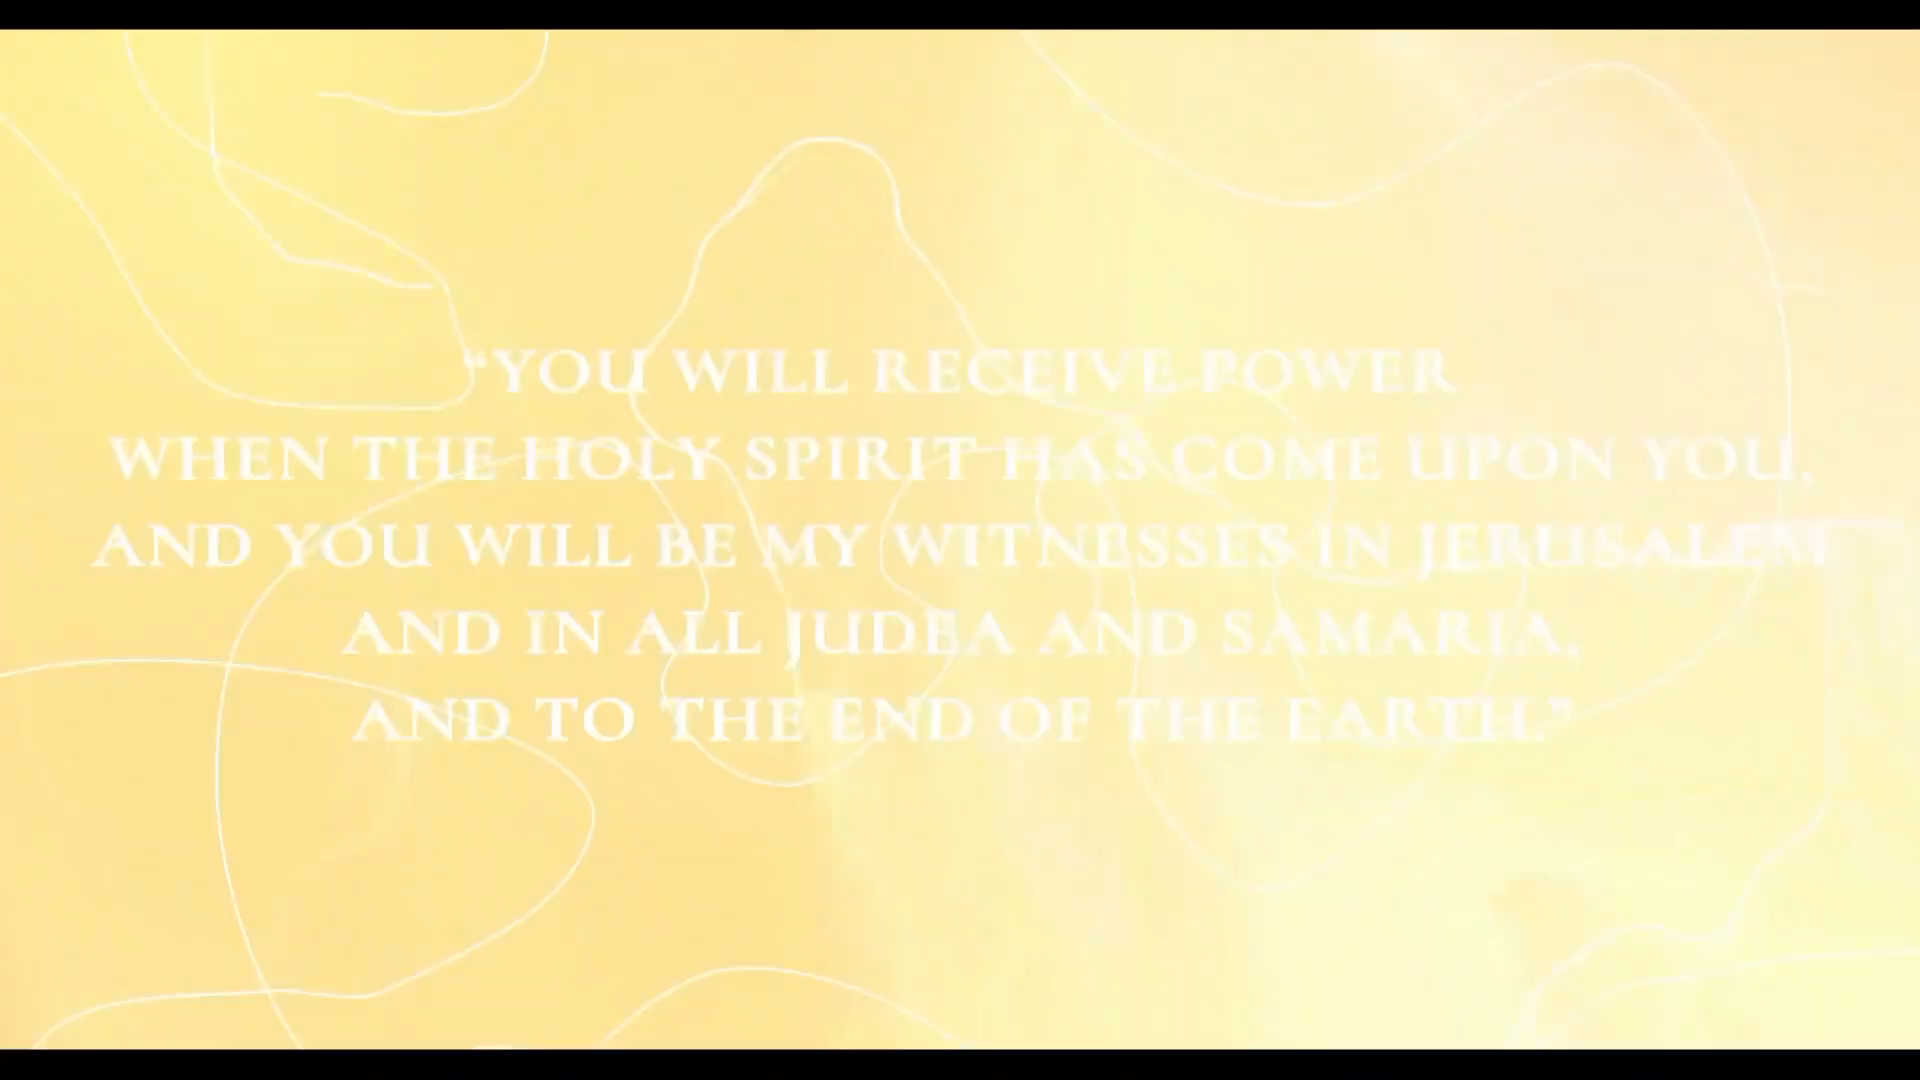 “YOU WILL RECEIVE POWER
WHEN THE HOLY SPIRIT HAS COME UPON YOU,
AND YOU WILL BE MY WITNESSES IN JERUSALEM
AND IN ALL JUDEA AND SAMARIA,
AND TO THE END OF THE EARTH.”